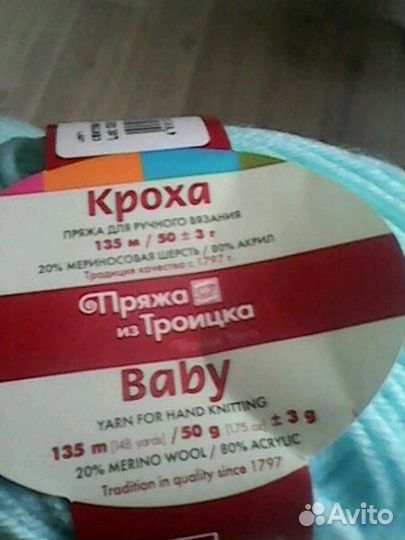 Кроха
ПРЯЖА ДЛЯ РУЧНОГО ВЯЗАНИЯ
135 м / 50 ± 3 г
20% МЕРИНОСОВАЯ ШЕРСТЬ / 80% АКРИЛ
Традиция качества с 1797 г.
Пряжа
из Троицка
Baby
YARN FOR HAND KNITTING
135 m [148 yards] / 50 g [1.75 oz] ± 3 g
20% MERINO WOOL / 80% ACRYLIC
Tradition in quality since 1797
Avito